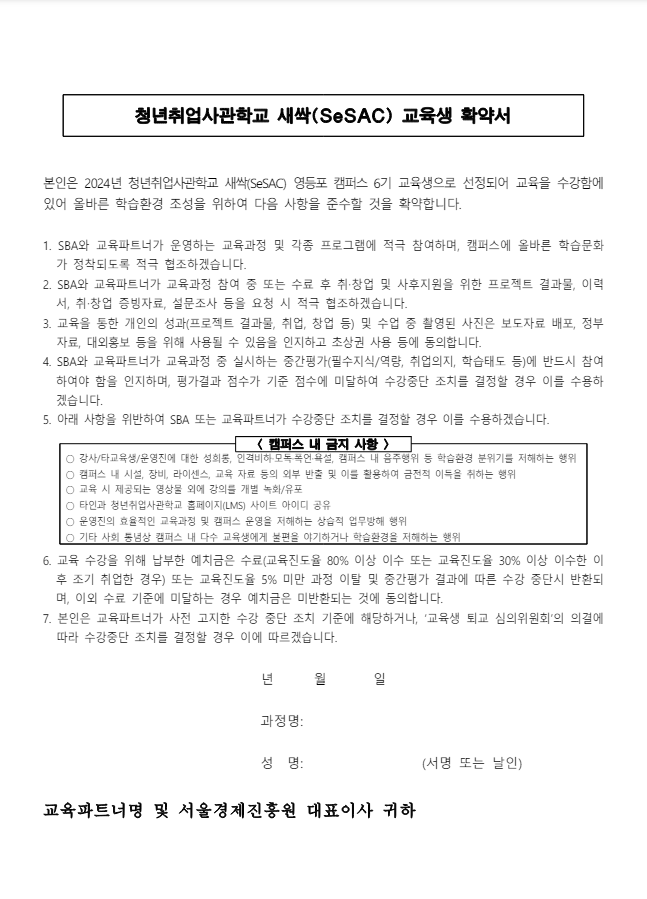 청년취업사관학교 새싹(SeSAC) 교육생 확약서
본인은 2024년 청년취업사관학교 새싹(SeSAC) 영등포 캠퍼스 6기 교육생으로 선정되어 교육을 수강함에
있어 올바른 학습환경 조성을 위하여 다음 사항을 준수할 것을 확약합니다.
1. SBA와 교육파트너가 운영하는 교육과정 및 각종 프로그램에 적극 참여하며, 캠퍼스에 올바른 학습문화
가 정착되도록 적극 협조하겠습니다.
2. SBA와 교육파트너가 교육과정 참여 중 또는 수료 후 취·창업 및 사후지원을 위한 프로젝트 결과물, 이력
서, 취·창업 증빙자료, 설문조사 등을 요청 시 적극 협조하겠습니다.
3. 교육을 통한 개인의 성과(프로젝트 결과물, 취업, 창업 등) 및 수업 중 촬영된 사진은 보도자료 배포, 정부
자료, 대외홍보 등을 위해 사용될 수 있음을 인지하고 초상권 사용 등에 동의합니다.
4. SBA와 교육파트너가 교육과정 중 실시하는 중간평가(필수지식/역량, 취업의지, 학습태도 등)에 반드시 참여
하여야 함을 인지하며, 평가결과 점수가 기준 점수에 미달하여 수강중단 조치를 결정할 경우 이를 수용하
겠습니다.
5. 아래 사항을 위반하여 SBA 또는 교육파트너가 수강중단 조치를 결정할 경우 이를 수용하겠습니다.
< 캠퍼스 내 금지 사항 >
○ 강사/타교육생/운영진에 대한 성희롱, 인격비하·모독·폭언·욕설, 캠퍼스 내 음주행위 등 학습환경 분위기를 저해하는 행위
○ 캠퍼스 내 시설, 장비, 라이센스, 교육 자료 등의 외부 반출 및 이를 활용하여 금전적 이득을 취하는 행위
○ 교육 시 제공되는 영상물 외에 강의를 개별 녹화/유포
○ 타인과 청년취업사관학교 홈페이지(LMS) 사이트 아이디 공유
○ 운영진의 효율적인 교육과정 및 캠퍼스 운영을 저해하는 상습적 업무방해 행위
○ 기타 사회 통념상 캠퍼스 내 다수 교육생에게 불편을 야기하거나 학습환경을 저해하는 행위
6. 교육 수강을 위해 납부한 예치금은 수료(교육진도율 80% 이상 이수 또는 교육진도율 30% 이상 이수한 이
후 조기 취업한 경우) 또는 교육진도율 5% 미만 과정 이탈 및 중간평가 결과에 따른 수강 중단시 반환되
며, 이외 수료 기준에 미달하는 경우 예치금은 미반환되는 것에 동의합니다.
7. 본인은 교육파트너가 사전 고지한 수강 중단 조치 기준에 해당하거나, '교육생 퇴교 심의위원회'의 의결에
따라 수강중단 조치를 결정할 경우 이에 따르겠습니다.
년 월 일
과정명:
성 명: (서명 또는 날인)
교육파트너명 및 서울경제진흥원 대표이사 귀하